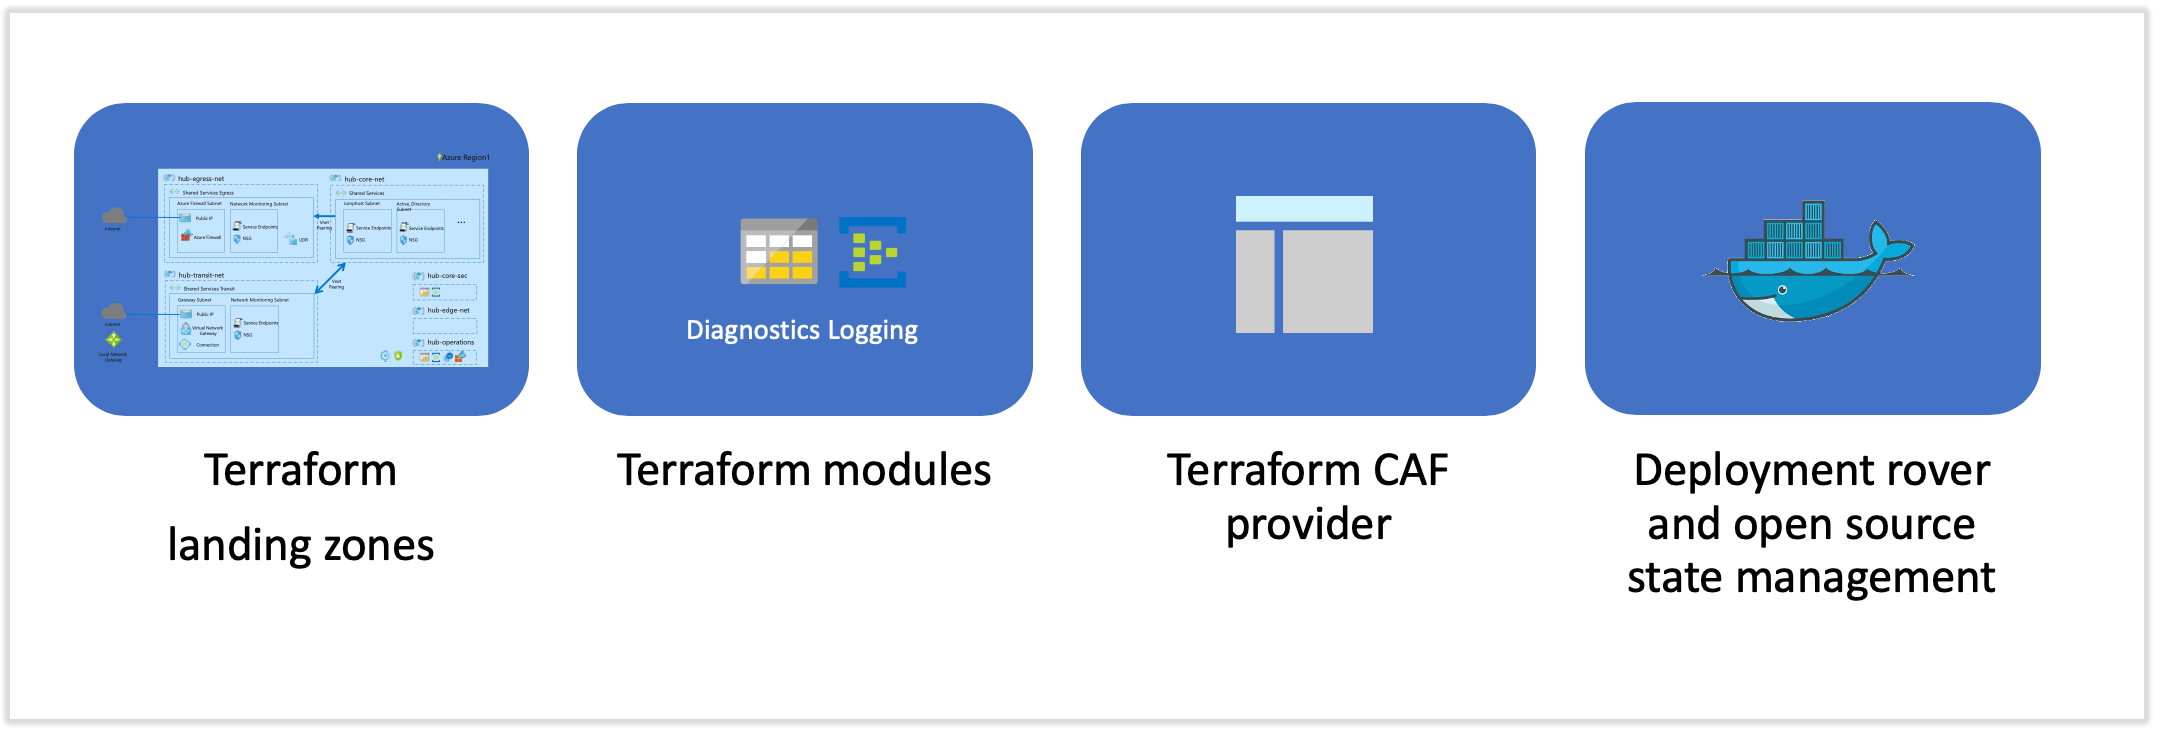 Azure Region1
hub-egress-net
Shared Services Egress
Azure Firewall Subnet
Network Monitoring Subnet
Public IP
Azure Firewall
Service Endpoints
NSG
UDR
Internet
Vnet
Peering
hub-core-net
Shared Services
Jumphost Subnet
Active Directory
Subnet
Service Endpoints
NSG
Service Endpoints
NSG
...
hub-transit-net
Shared Services Transit
Gateway Subnet
Network Monitoring Subnet
Public IP
Virtual Network
Gateway
Connection
Service Endpoints
NSG
Internet
Local Network
Gateway
Vnet
Peering
hub-core-sec
hub-edge-net
hub-operations
Diagnostics Logging
Terraform
landing zones
Terraform modules
Terraform CAF
provider
Deployment rover
and open source
state management